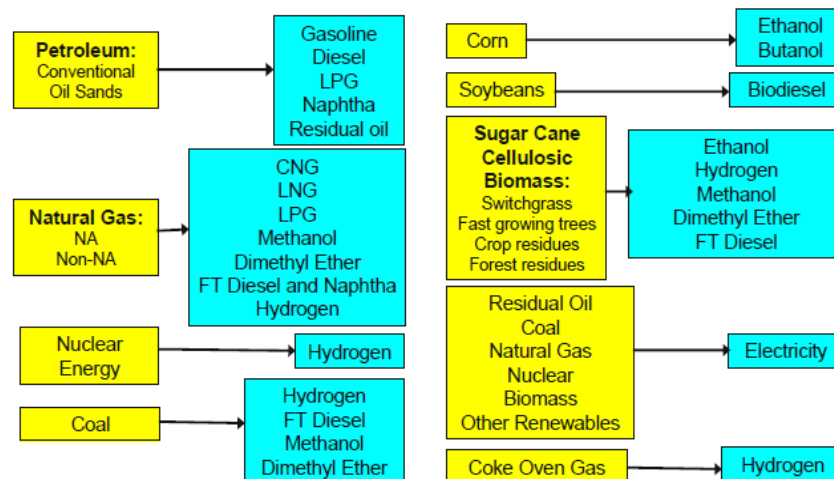 Petroleum:
Conventional
Oil Sands
Gasoline
Diesel
LPG
Naphtha
Residual oil
Natural Gas:
NA
Non-NA
CNG
LNG
LPG
Methanol
Dimethyl Ether
FT Diesel and Naphtha
Hydrogen
Nuclear
Energy
Hydrogen
Coal
Hydrogen
FT Diesel
Methanol
Dimethyl Ether
Corn
Ethanol
Butanol
Soybeans
Biodiesel
Sugar Cane
Cellulosic
Biomass:
Switchgrass
Fast growing trees
Crop residues
Forest residues
Ethanol
Hydrogen
Methanol
Dimethyl Ether
FT Diesel
Residual Oil
Coal
Natural Gas
Nuclear
Biomass
Other Renewables
Electricity
Coke Oven Gas
Hydrogen